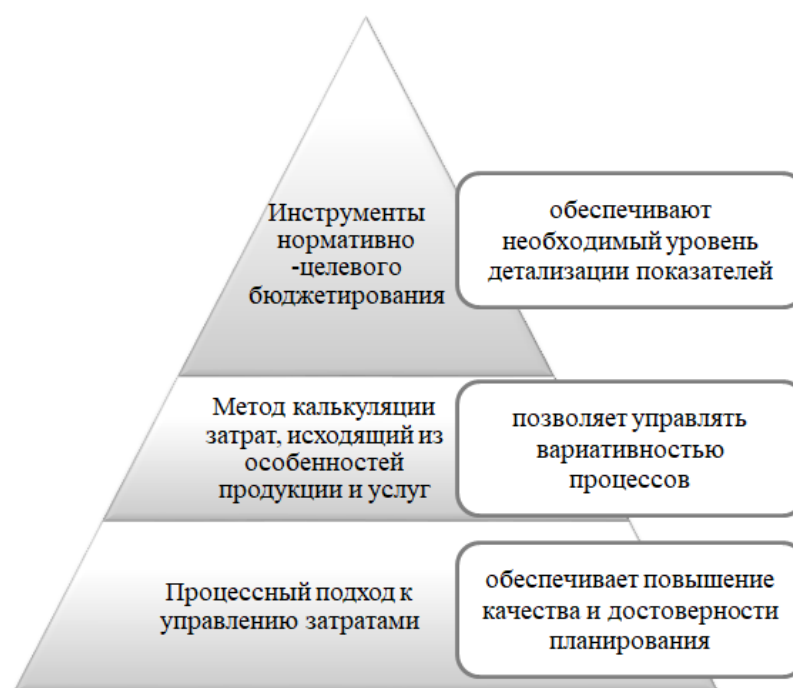 Инструменты
нормативно
-целевого
бюджетирования
обеспечивают
необходимый уровень
детализации показателей
Метод калькуляции
затрат, исходящий из
особенностей
продукции и услуг
позволяет управлять
вариативностью
процессов
Процессный подход к
управлению затратами
обеспечивает повышение
качества и достоверности
планирования